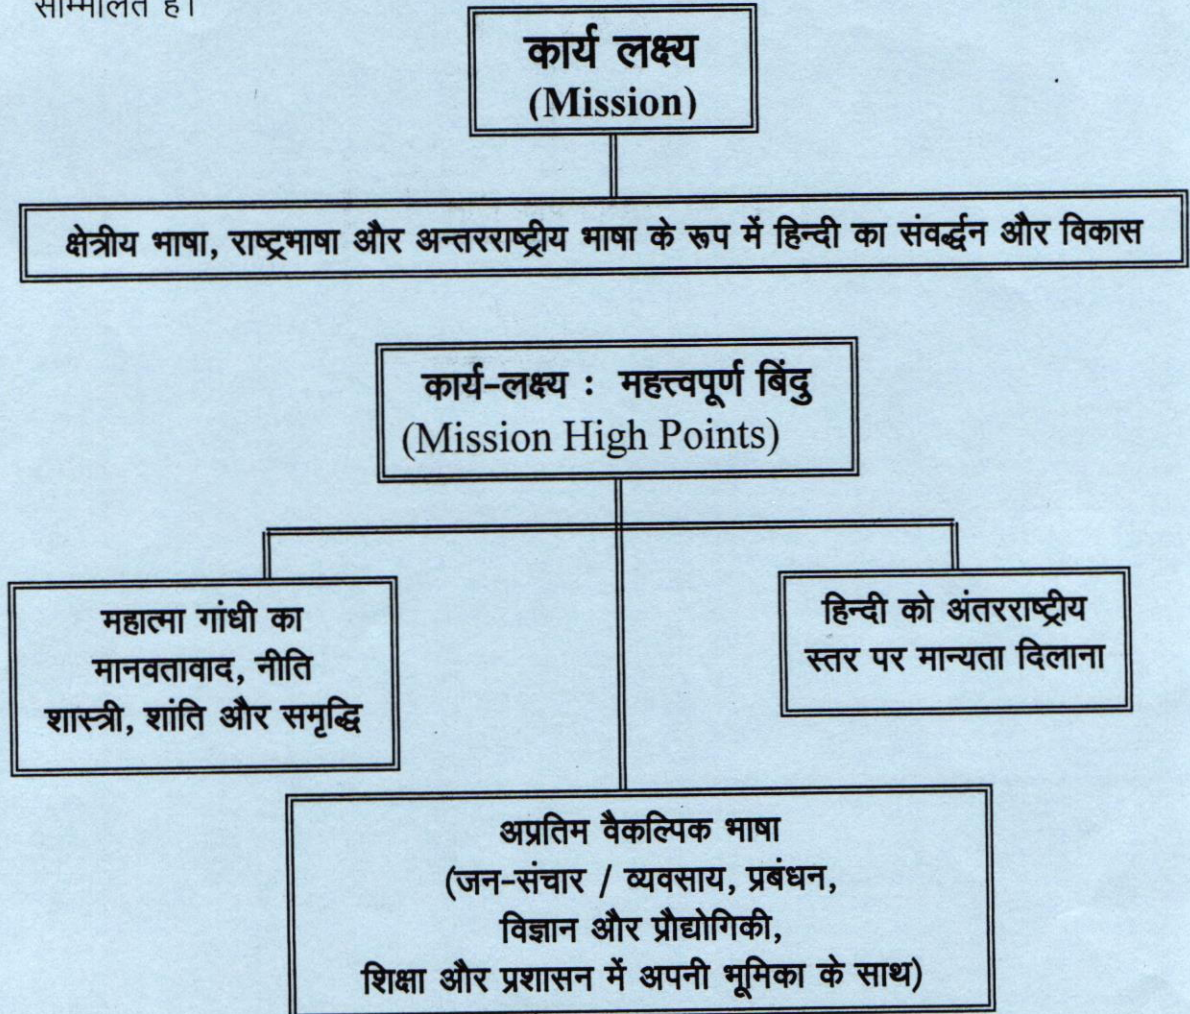 सम्मिलित है।
कार्य लक्ष्य
(Mission)
क्षेत्रीय भाषा, राष्ट्रभाषा और अन्तरराष्ट्रीय भाषा के रूप में हिन्दी का संवर्द्धन और विकास
कार्य-लक्ष्य : महत्त्वपूर्ण बिंदु
(Mission High Points)
महात्मा गांधी का
मानवतावाद, नीति
शास्त्री, शांति और समृद्धि
हिन्दी को अंतरराष्ट्रीय
स्तर पर मान्यता दिलाना
अप्रतिम वैकल्पिक भाषा
(जन-संचार / व्यवसाय, प्रबंधन,
विज्ञान और प्रौद्योगिकी,
शिक्षा और प्रशासन में अपनी भूमिका के साथ)